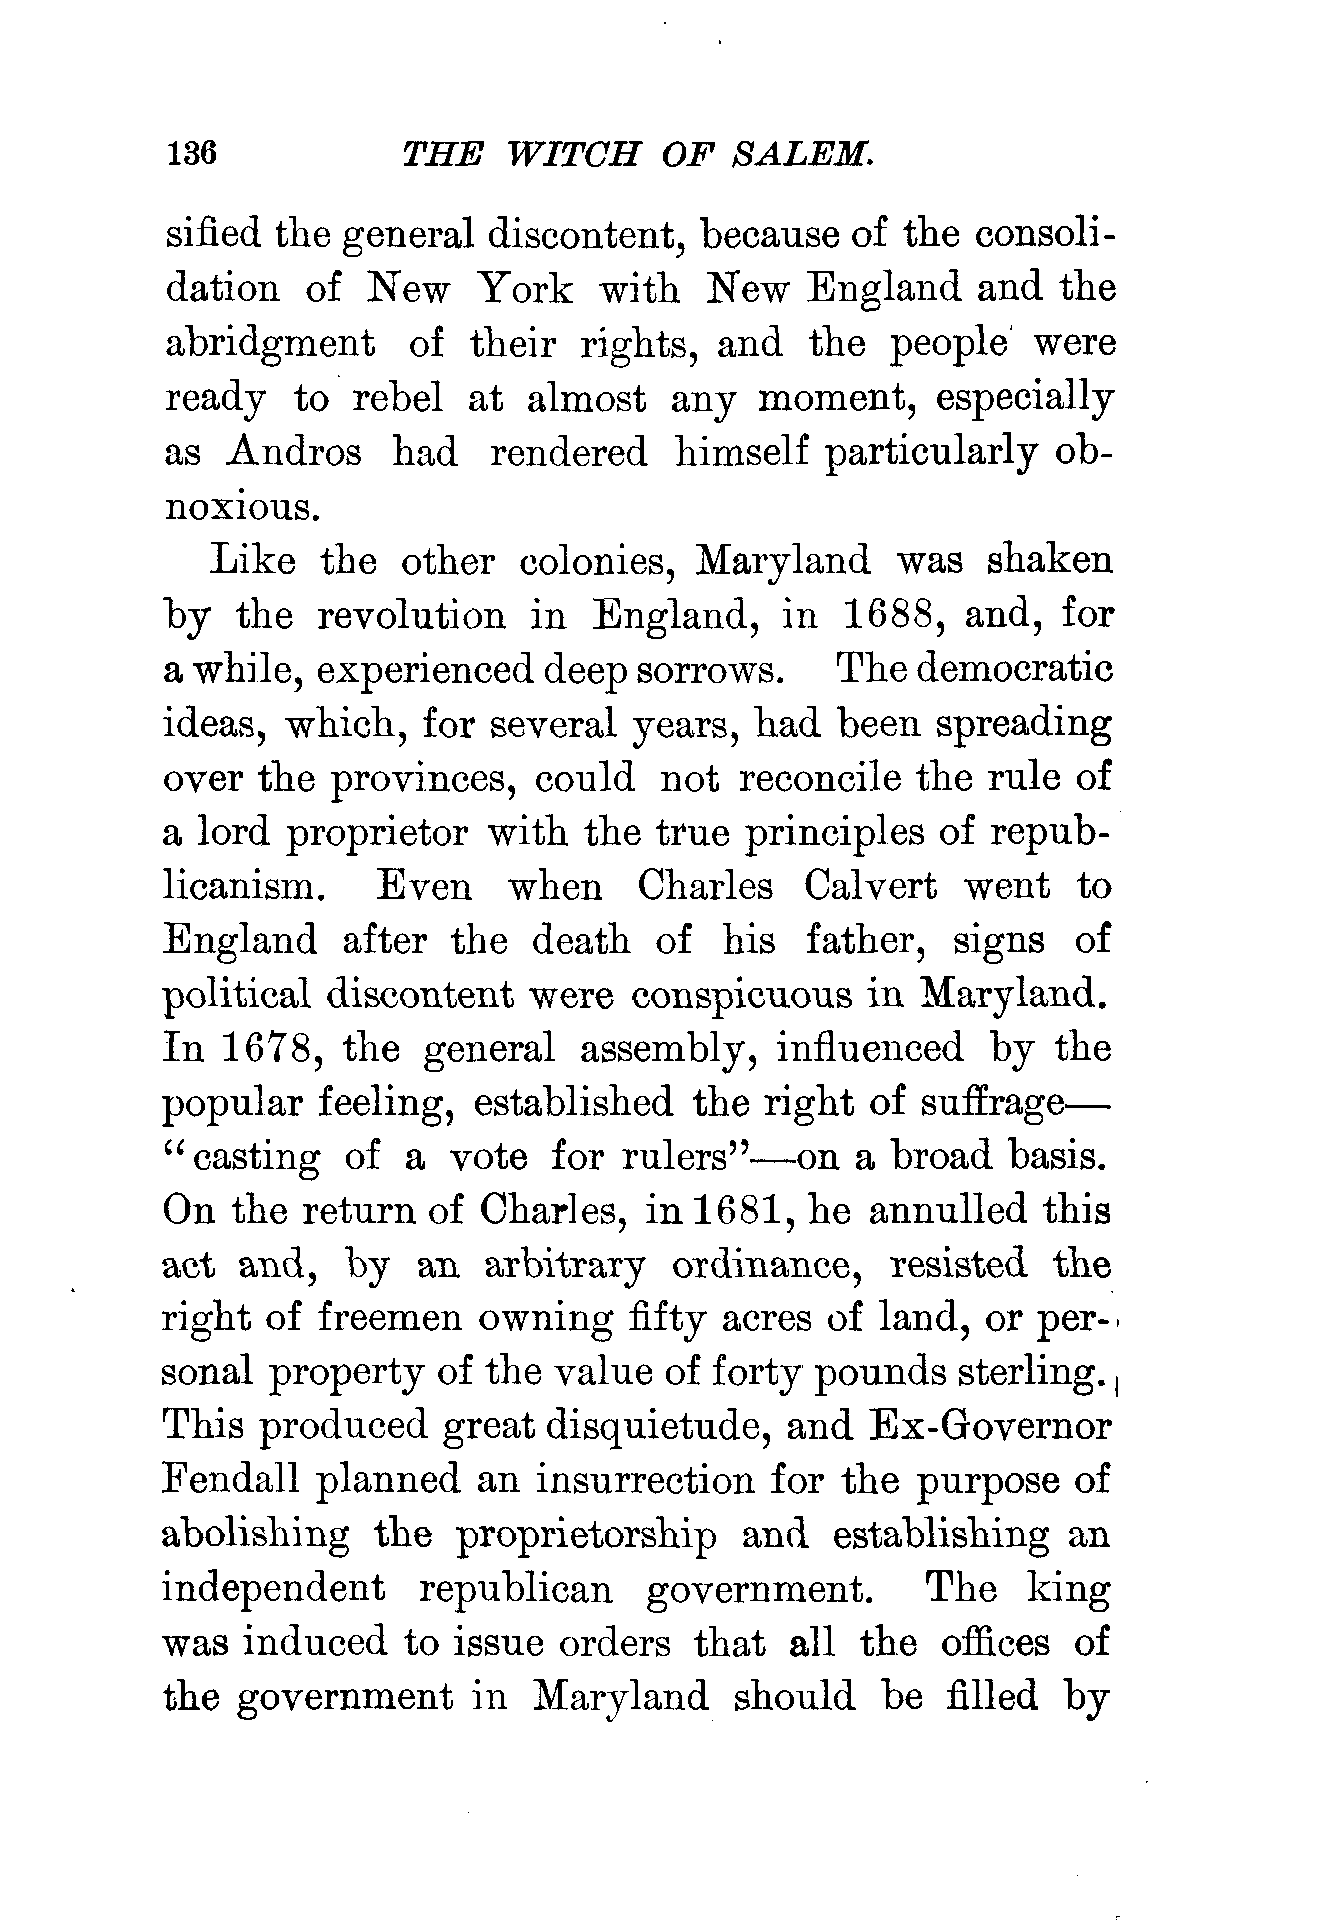 136 THE WITCH OF SALEM.
sified the general discontent, because of the consoli-
dation of New York with New England and the
abridgment of their rights, and the people were
ready to rebel at almost any moment, especially
as Andros had rendered himself particularly ob-
noxious.
Like the other colonies, Maryland was shaken
by the revolution in England, in 1688, and, for
a while, experienced deep sorrows. The democratic
ideas, which, for several years, had been spreading
over the provinces, could not reconcile the rule of
a lord proprietor with the true principles of repub-
licanism. Even when Charles Calvert went to
England after the death of his father, signs of
political discontent were conspicuous in Maryland.
In 1678, the general assembly, influenced by the
popular feeling, established the right of suffrage—
“casting of a vote for rulers”—on a broad basis.
On the return of Charles, in 1681, he annulled this
act and, by an arbitrary ordinance, resisted the
right of freemen owning fifty acres of land, or per-
sonal property of the value of forty pounds sterling.
This produced great disquietude, and Ex-Governor
Fendall planned an insurrection for the purpose of
abolishing the proprietorship and establishing an
independent republican government. The king
was induced to issue orders that all the offices of
the government in Maryland should be filled by